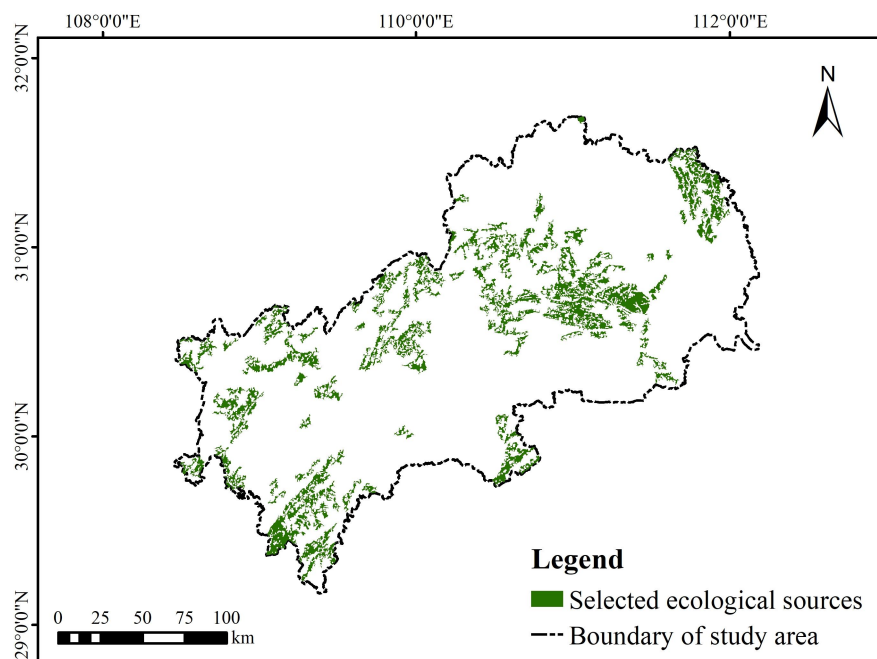 108°0'0"E 110°0'0"E 112°0'0"E
32°0'0"N
31°0'0"N
30°0'0"N
29°0'0"N
N
Legend
Selected ecological sources
Boundary of study area
0 25 50 75 100
km